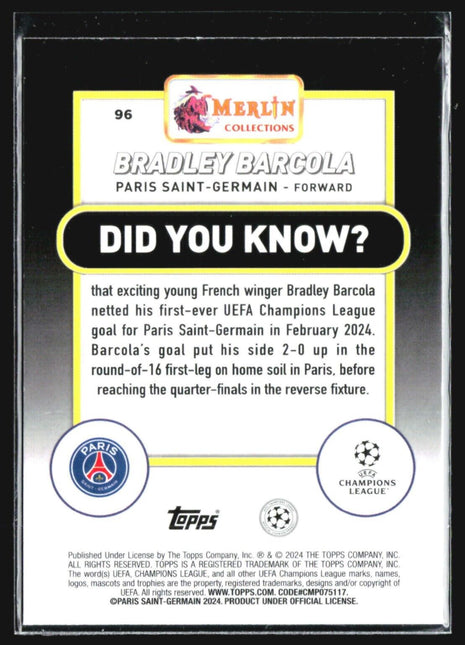 96
MERLIN
COLLECTIONS
BRADLEY BARCOLA
PARIS SAINT-GERMAIN - FORWARD
DID YOU KNOW?
that exciting young French winger Bradley Barcola
netted his first-ever UEFA Champions League
goal for Paris Saint-Germain in February 2024.
Barcola's goal put his side 2-0 up in the
round-of-16 first-leg on home soil in Paris, before
reaching the quarter-finals in the reverse fixture.
PARIS
SAINT-GERMAIN
UEFA
CHAMPIONS
LEAGUE
Topps
Published Under License by The Topps Company, Inc. ® & © 2024 THE TOPPS COMPANY, INC.
ALL RIGHTS RESERVED. TOPPS IS A REGISTERED TRADEMARK OF THE TOPPS COMPANY, INC.
The word(s) UEFA, CHAMPIONS LEAGUE, and all other UEFA Champions League marks, names,
logos, mascots and trophies are the property, registered trademarks, designs and/or copyright of
UEFA. All rights reserved. WWW.TOPPS.COM. CODE#CMP075117.
©PARIS SAINT-GERMAIN 2024. PRODUCT UNDER OFFICIAL LICENSE.